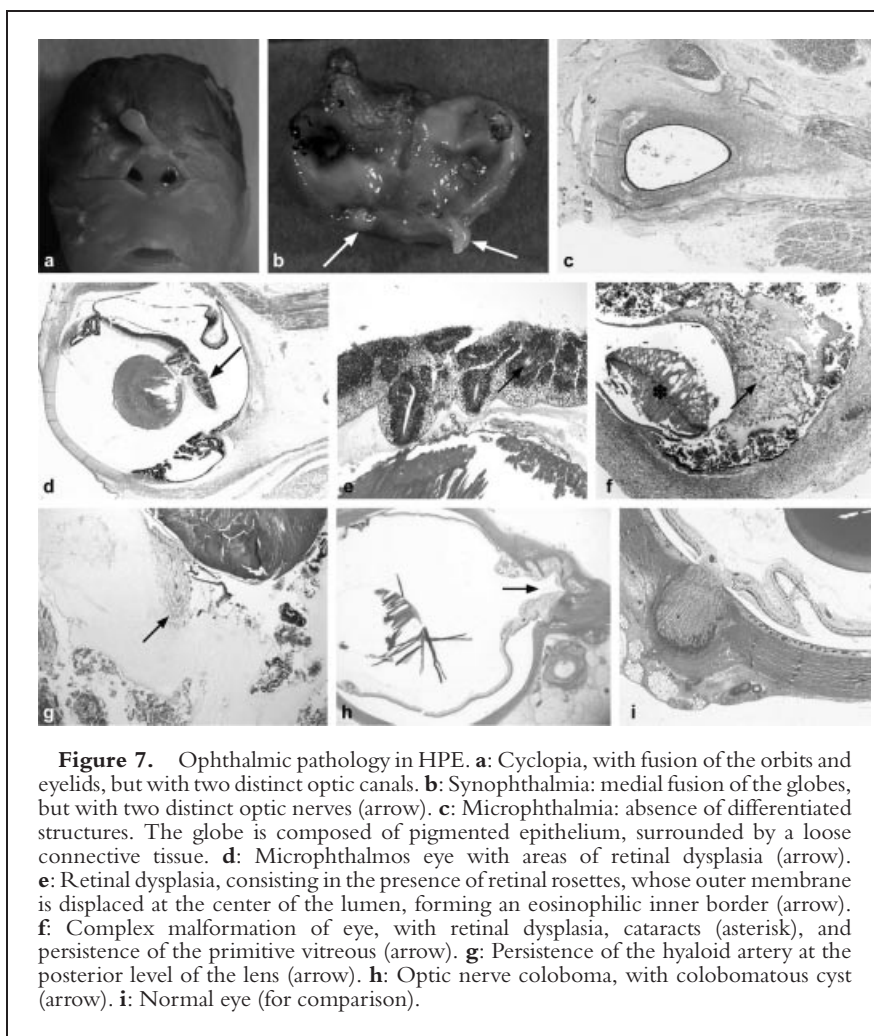 a
b
c
d
e
f
g
h
i
Figure 7. Ophthalmic pathology in HPE. a: Cyclopia, with fusion of the orbits and
eyelids, but with two distinct optic canals. b: Synophthalmia: medial fusion of the globes,
but with two distinct optic nerves (arrow). c: Microphthalmia: absence of differentiated
structures. The globe is composed of pigmented epithelium, surrounded by a loose
connective tissue. d: Microphthalmos eye with areas of retinal dysplasia (arrow).
e: Retinal dysplasia, consisting in the presence of retinal rosettes, whose outer membrane
is displaced at the center of the lumen, forming an eosinophilic inner border (arrow).
f: Complex malformation of eye, with retinal dysplasia, cataracts (asterisk), and
persistence of the primitive vitreous (arrow). g: Persistence of the hyaloid artery at the
posterior level of the lens (arrow). h: Optic nerve coloboma, with colobomatous cyst
(arrow). i: Normal eye (for comparison).